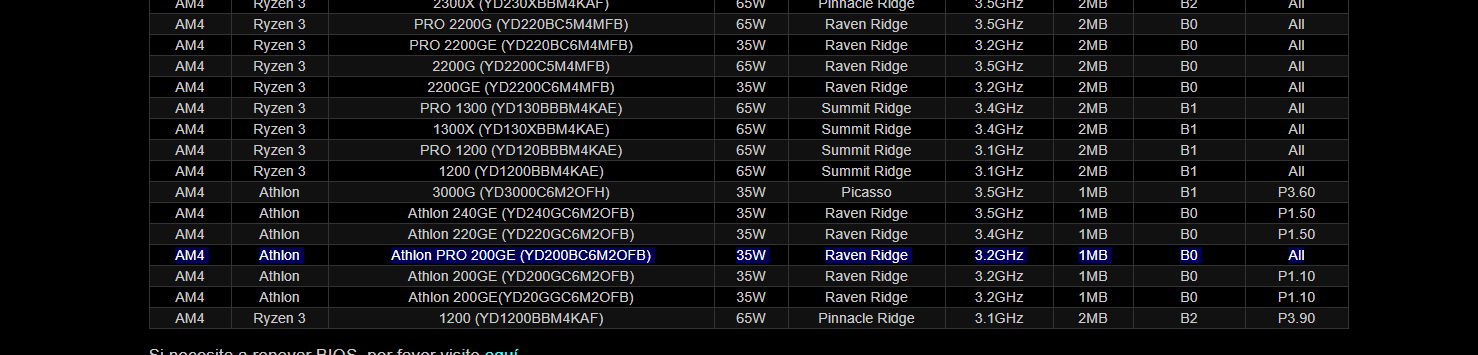 AM4 Ryzen 3 2300X (YD230XBBM4KAF) 65W Pinnacle Ridge 3.5GHz 2MB B2 All
AM4 Ryzen 3 PRO 2200G (YD220BC5M4MFB) 65W Raven Ridge 3.5GHz 2MB B0 All
AM4 Ryzen 3 PRO 2200GE (YD220BC6M4MFB) 35W Raven Ridge 3.2GHz 2MB B0 All
AM4 Ryzen 3 2200G (YD2200C5M4MFB) 65W Raven Ridge 3.5GHz 2MB B0 All
AM4 Ryzen 3 2200GE (YD2200C6M4MFB) 35W Raven Ridge 3.2GHz 2MB B0 All
AM4 Ryzen 3 PRO 1300 (YD130BBBM4KAE) 65W Summit Ridge 3.4GHz 2MB B1 All
AM4 Ryzen 3 1300X (YD130XBBM4KAE) 65W Summit Ridge 3.4GHz 2MB B1 All
AM4 Ryzen 3 PRO 1200 (YD120BBBM4KAE) 65W Summit Ridge 3.1GHz 2MB B1 All
AM4 Ryzen 3 1200 (YD1200BBM4KAE) 65W Summit Ridge 3.1GHz 2MB B1 All
AM4 Athlon 3000G (YD3000C6M2OFH) 35W Picasso 3.5GHz 1MB B1 P3.60
AM4 Athlon Athlon 240GE (YD240GC6M2OFB) 35W Raven Ridge 3.5GHz 1MB B0 P1.50
AM4 Athlon Athlon 220GE (YD220GC6M2OFB) 35W Raven Ridge 3.4GHz 1MB B0 P1.50
AM4 Athlon Athlon PRO 200GE (YD200BC6M2OFB) 35W Raven Ridge 3.2GHz 1MB B0 All
AM4 Athlon Athlon 200GE (YD200GC6M2OFB) 35W Raven Ridge 3.2GHz 1MB B0 P1.10
AM4 Athlon Athlon 200GE(YD20GGC6M2OFB) 35W Raven Ridge 3.2GHz 1MB B0 P1.10
AM4 Ryzen 3 1200 (YD1200BBM4KAF) 65W Pinnacle Ridge 3.1GHz 2MB B2 P3.90
Si necesita a renovar BIOS, por favor visite aquí